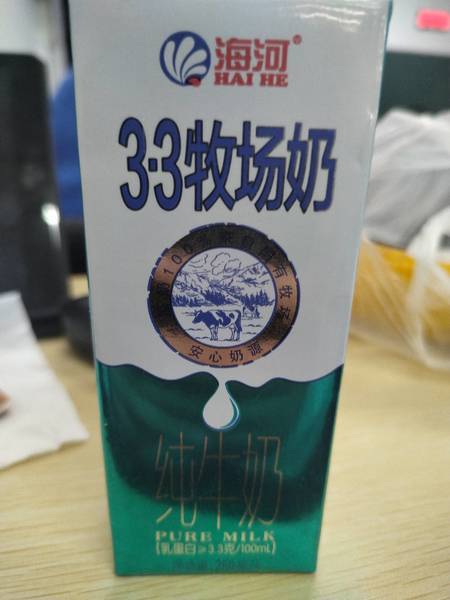 海河®
HAI HE
3·3牧场奶
安心奶源
纯牛奶
PURE MILK
(乳蛋白≥3.3克/100mL)